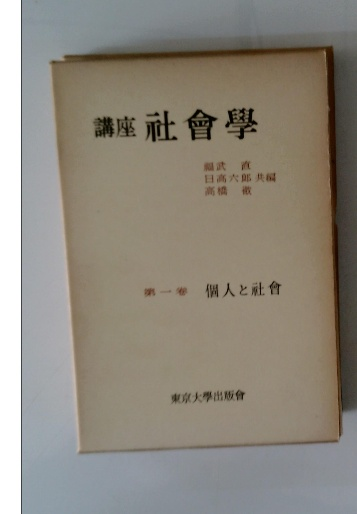 講座 社會學
福武 直
日高六郎 共編
高橋 徹
第一卷 個人と社會
東京大學出版會